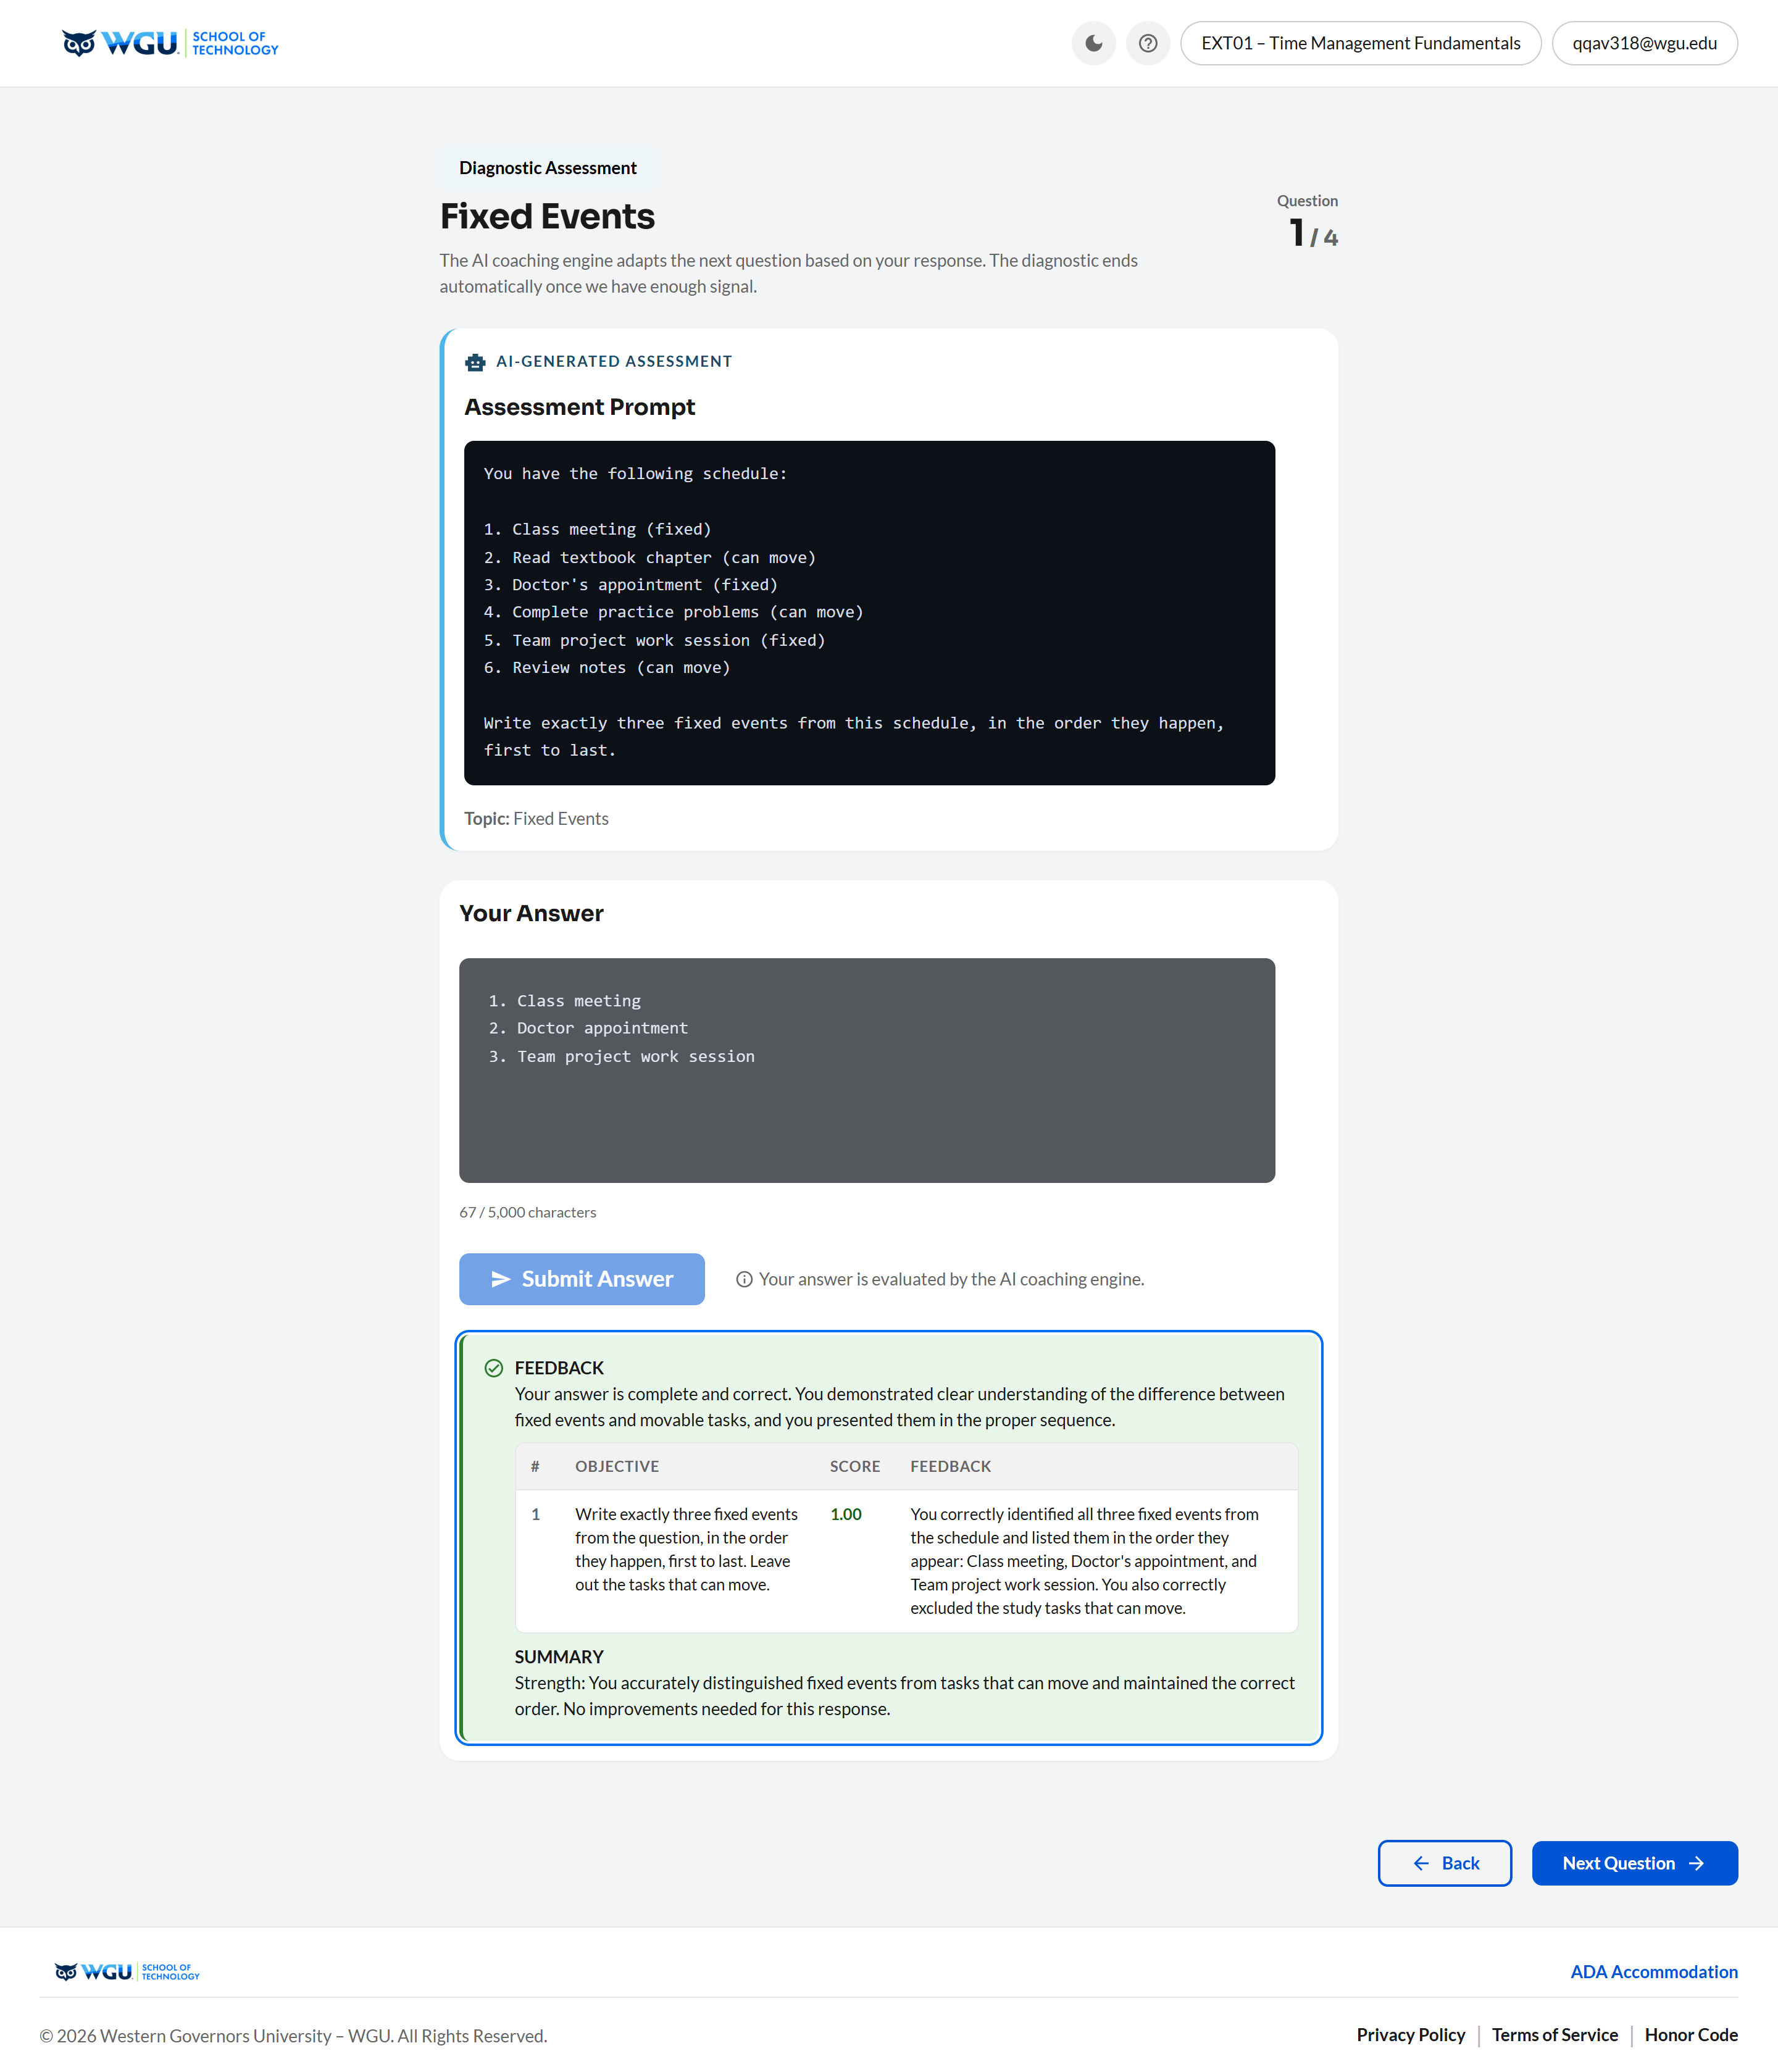 WGU. SCHOOL OF
TECHNOLOGY
EXT01 – Time Management Fundamentals
qqav318@wgu.edu
Diagnostic Assessment
Fixed Events
The AI coaching engine adapts the next question based on your response. The diagnostic ends
automatically once we have enough signal.
Question
1 / 4
AI-GENERATED ASSESSMENT
Assessment Prompt
You have the following schedule:
1. Class meeting (fixed)
2. Read textbook chapter (can move)
3. Doctor's appointment (fixed)
4. Complete practice problems (can move)
5. Team project work session (fixed)
6. Review notes (can move)
Write exactly three fixed events from this schedule, in the order they happen,
first to last.
Topic: Fixed Events
Your Answer
1. Class meeting
2. Doctor appointment
3. Team project work session
67 / 5,000 characters
Submit Answer
Your answer is evaluated by the AI coaching engine.
FEEDBACK
Your answer is complete and correct. You demonstrated clear understanding of the difference between
fixed events and movable tasks, and you presented them in the proper sequence.
# OBJECTIVE SCORE FEEDBACK
1 Write exactly three fixed events 1.00 You correctly identified all three fixed events from
from the question, in the order the schedule and listed them in the order they
they happen, first to last. Leave appear: Class meeting, Doctor's appointment, and
out the tasks that can move. Team project work session. You also correctly
excluded the study tasks that can move.
SUMMARY
Strength: You accurately distinguished fixed events from tasks that can move and maintained the correct
order. No improvements needed for this response.
Back
Next Question
WGU. SCHOOL OF
TECHNOLOGY
ADA Accommodation
© 2026 Western Governors University – WGU. All Rights Reserved.
Privacy Policy
Terms of Service
Honor Code